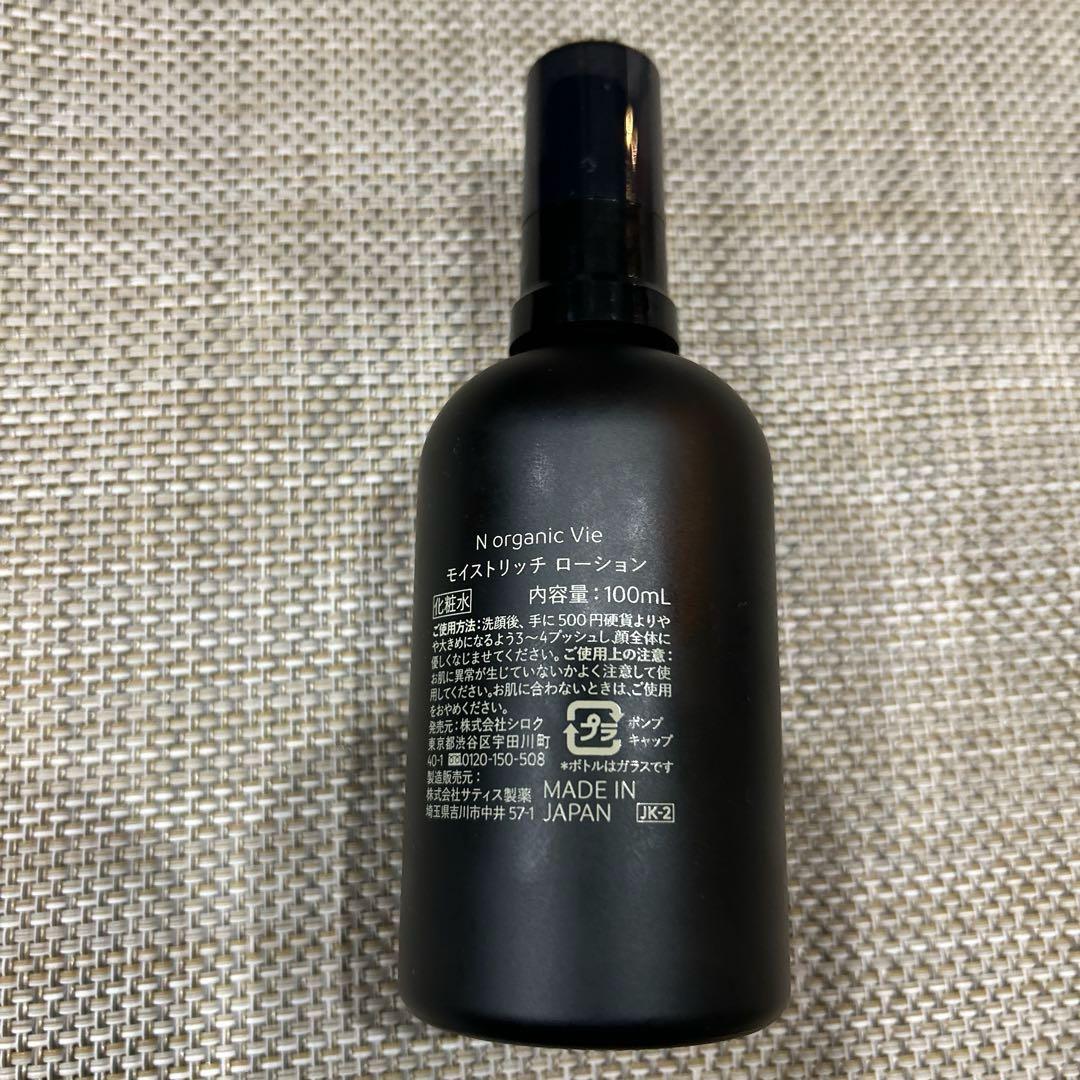 N organic Vie
モイストリッチ ローション
化粧水 内容量：100mL
ご使用方法：洗顔後、手に500円硬貨よりや
や大きめになるよう3〜4プッシュし、顔全体に
優しくなじませてください。ご使用上の注意：
お肌に異常が生じていないかよく注意して使
用してください。お肌に合わないときは、ご使用
をおやめください。
発売元：株式会社シロク
東京都渋谷区宇田川町
40-1 0120-150-508
製造販売元：
株式会社サティス製薬
埼玉県吉川市中井 57-1
プラ ポンプ
キャップ
*ボトルはガラスです
MADE IN
JAPAN JK-2